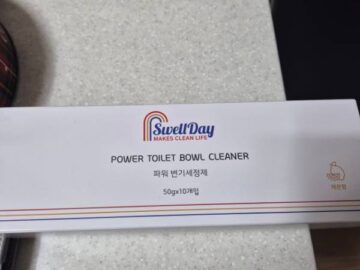 SwellDay
MAKES CLEAN LIFE
POWER TOILET BOWL CLEANER
파워 변기세정제
50gx10개입